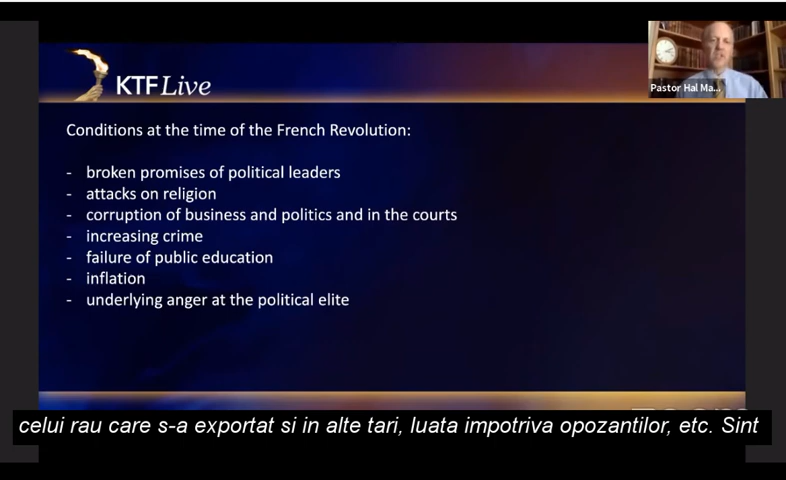 KTF Live
Pastor Hal Ma...
Conditions at the time of the French Revolution:
- broken promises of political leaders
- attacks on religion
- corruption of business and politics and in the courts
- increasing crime
- failure of public education
- inflation
- underlying anger at the political elite
celui rau care s-a exportat si in alte tari, luata impotriva opozantilor, etc. Sint